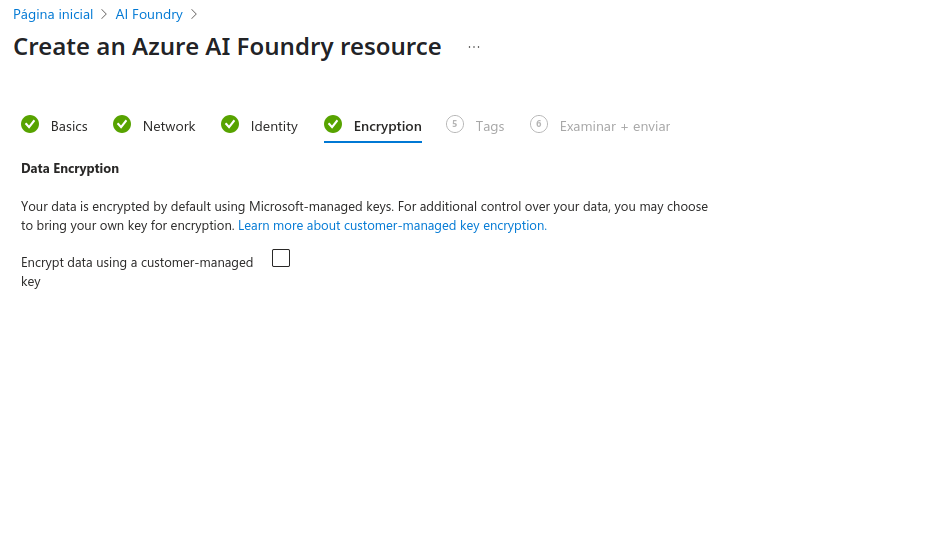 Página inicial > AI Foundry >
Create an Azure AI Foundry resource ...
Basics Network Identity Encryption 5 Tags 6 Examinar + enviar
Data Encryption
Your data is encrypted by default using Microsoft-managed keys. For additional control over your data, you may choose
to bring your own key for encryption. Learn more about customer-managed key encryption.
Encrypt data using a customer-managed
key